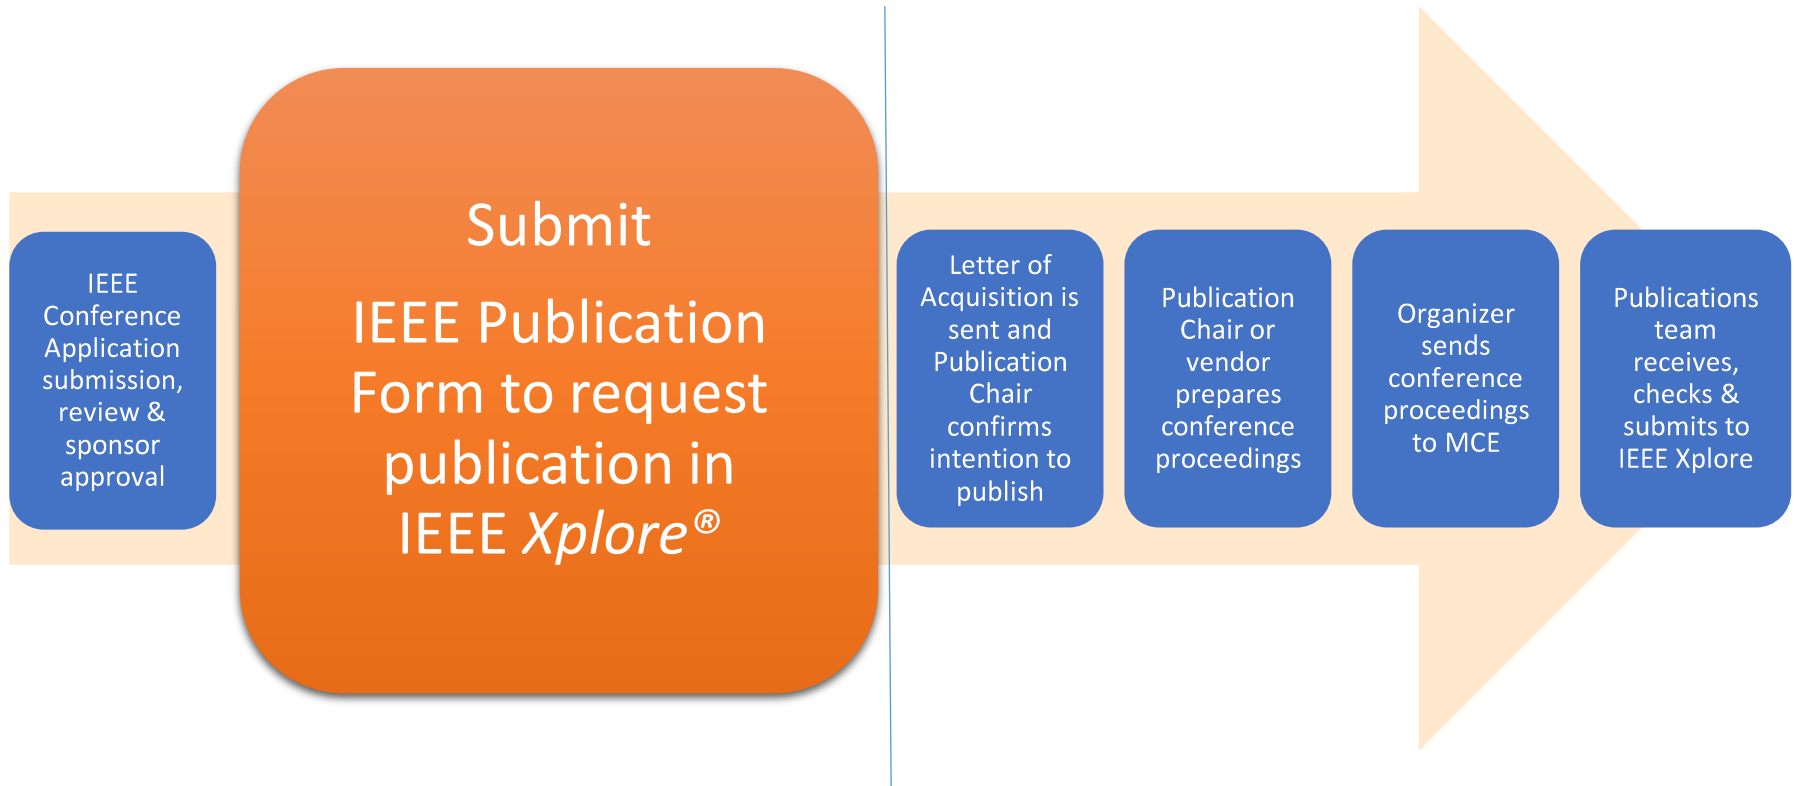 IEEE
Conference
Application
submission,
review &
sponsor
approval
Submit
IEEE Publication
Form to request
publication in
IEEE Xplore®
Letter of
Acquisition is
sent and
Publication
Chair
confirms
intention to
publish
Publication
Chair or
vendor
prepares
conference
proceedings
Organizer
sends
conference
proceedings
to MCE
Publications
team
receives,
checks &
submits to
IEEE Xplore